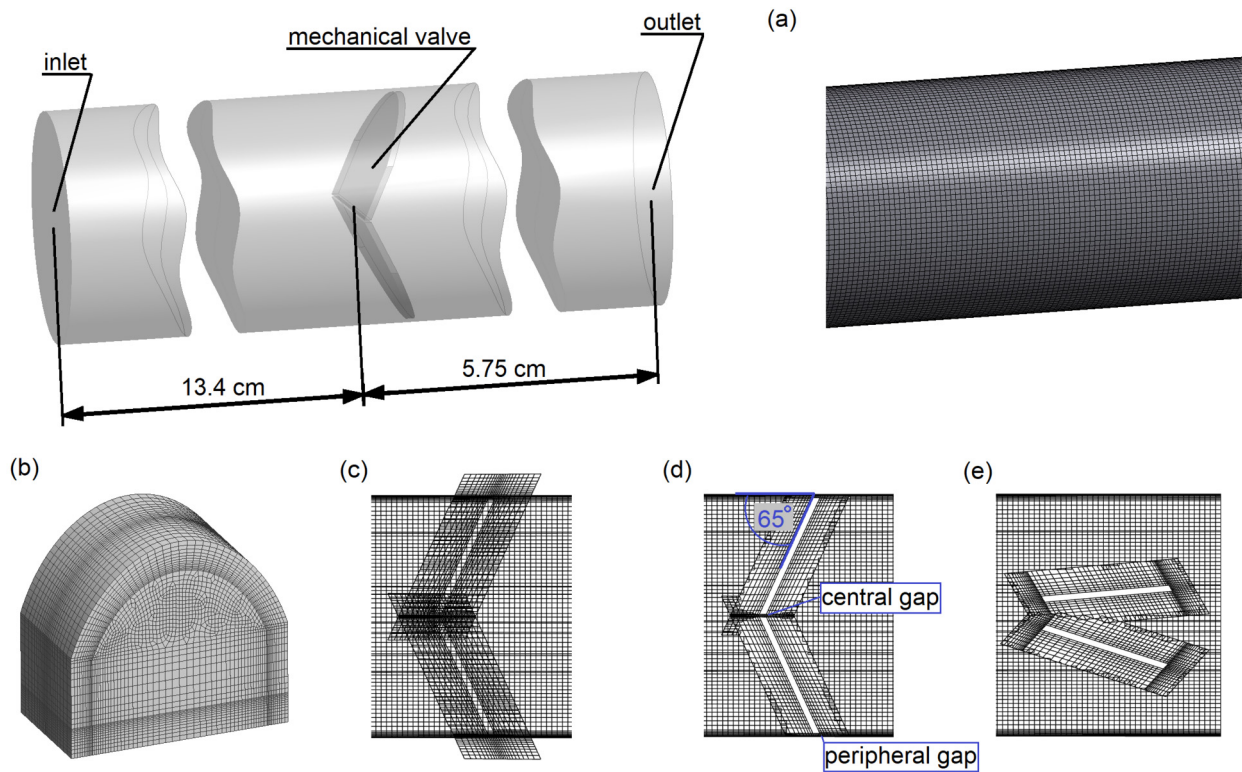 mechanical valve
outlet
(a)
inlet
13.4 cm
5.75 cm
(b)
(c)
(d)
(e)
65°
central gap
peripheral gap